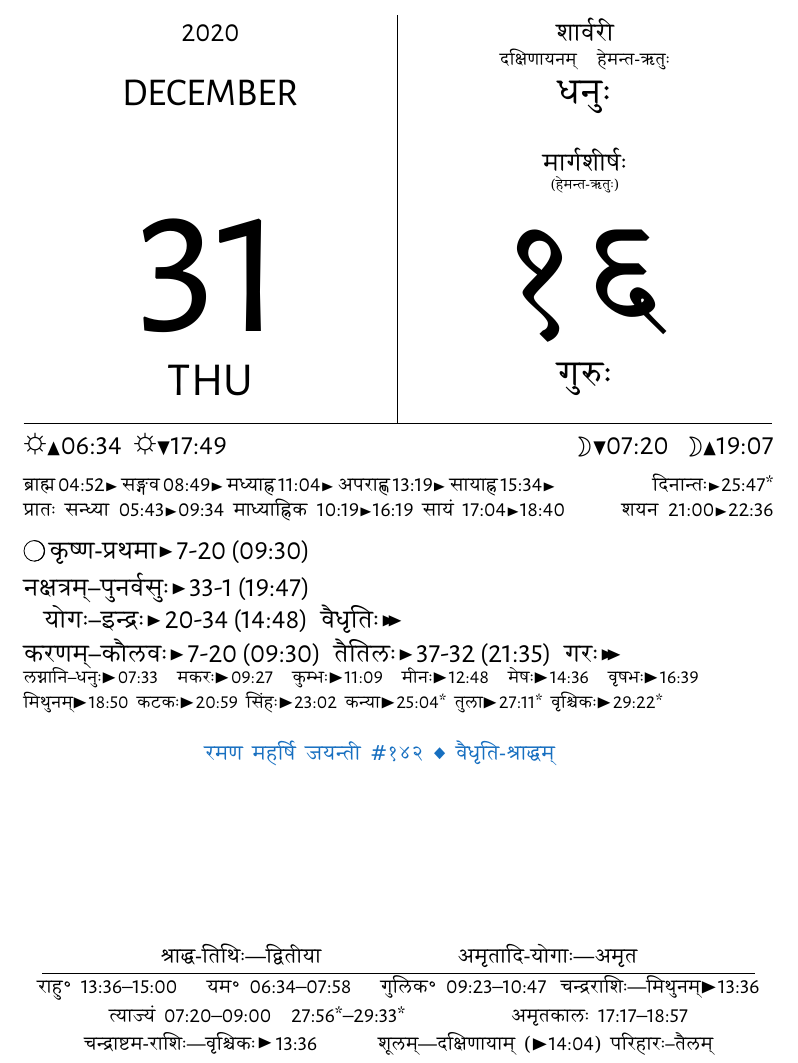 2020
DECEMBER
31
THU
शार्वरी
दक्षिणायनम् हेमन्त-ऋतुः
धनुः
मार्गशीर्षः
(हेमन्त-ऋतुः)
१६
गुरुः
☼▲06:34 ☼▼17:49 ☽▼07:20 ☽▲19:07
ब्राह्म 04:52► सङ्गव 08:49► मध्याह्न 11:04► अपराह्ण 13:19► सायाह्न 15:34► दिनान्तः►25:47*
प्रातः सन्ध्या 05:43►09:34 माध्याह्निक 10:19►16:19 सायं 17:04►18:40 शयन 21:00►22:36
◯ कृष्ण-प्रथमा►7-20 (09:30)
नक्षत्रम्–पुनर्वसुः►33-1 (19:47)
योगः–इन्द्रः►20-34 (14:48) वैधृतिः►►
करणम्–कौलवः►7-20 (09:30) तैतिलः►37-32 (21:35) गरः►►
लग्नानि–धनुः►07:33 मकरः►09:27 कुम्भः►11:09 मीनः►12:48 मेषः►14:36 वृषभः►16:39
मिथुनम्►18:50 कटकः►20:59 सिंहः►23:02 कन्या►25:04* तुला►27:11* वृश्चिकः►29:22*
रमण महर्षि जयन्ती #१४२ ◆ वैधृति-श्राद्धम्
श्राद्ध-तिथिः—द्वितीया अमृतादि-योगाः—अमृत
राहु° 13:36–15:00 यम° 06:34–07:58 गुलिक° 09:23–10:47 चन्द्रराशिः—मिथुनम्►13:36
त्याज्यं 07:20–09:00 27:56*–29:33* अमृतकालः 17:17–18:57
चन्द्राष्टम-राशिः—वृश्चिकः►13:36 शूलम्—दक्षिणायाम् (►14:04) परिहारः–तैलम्